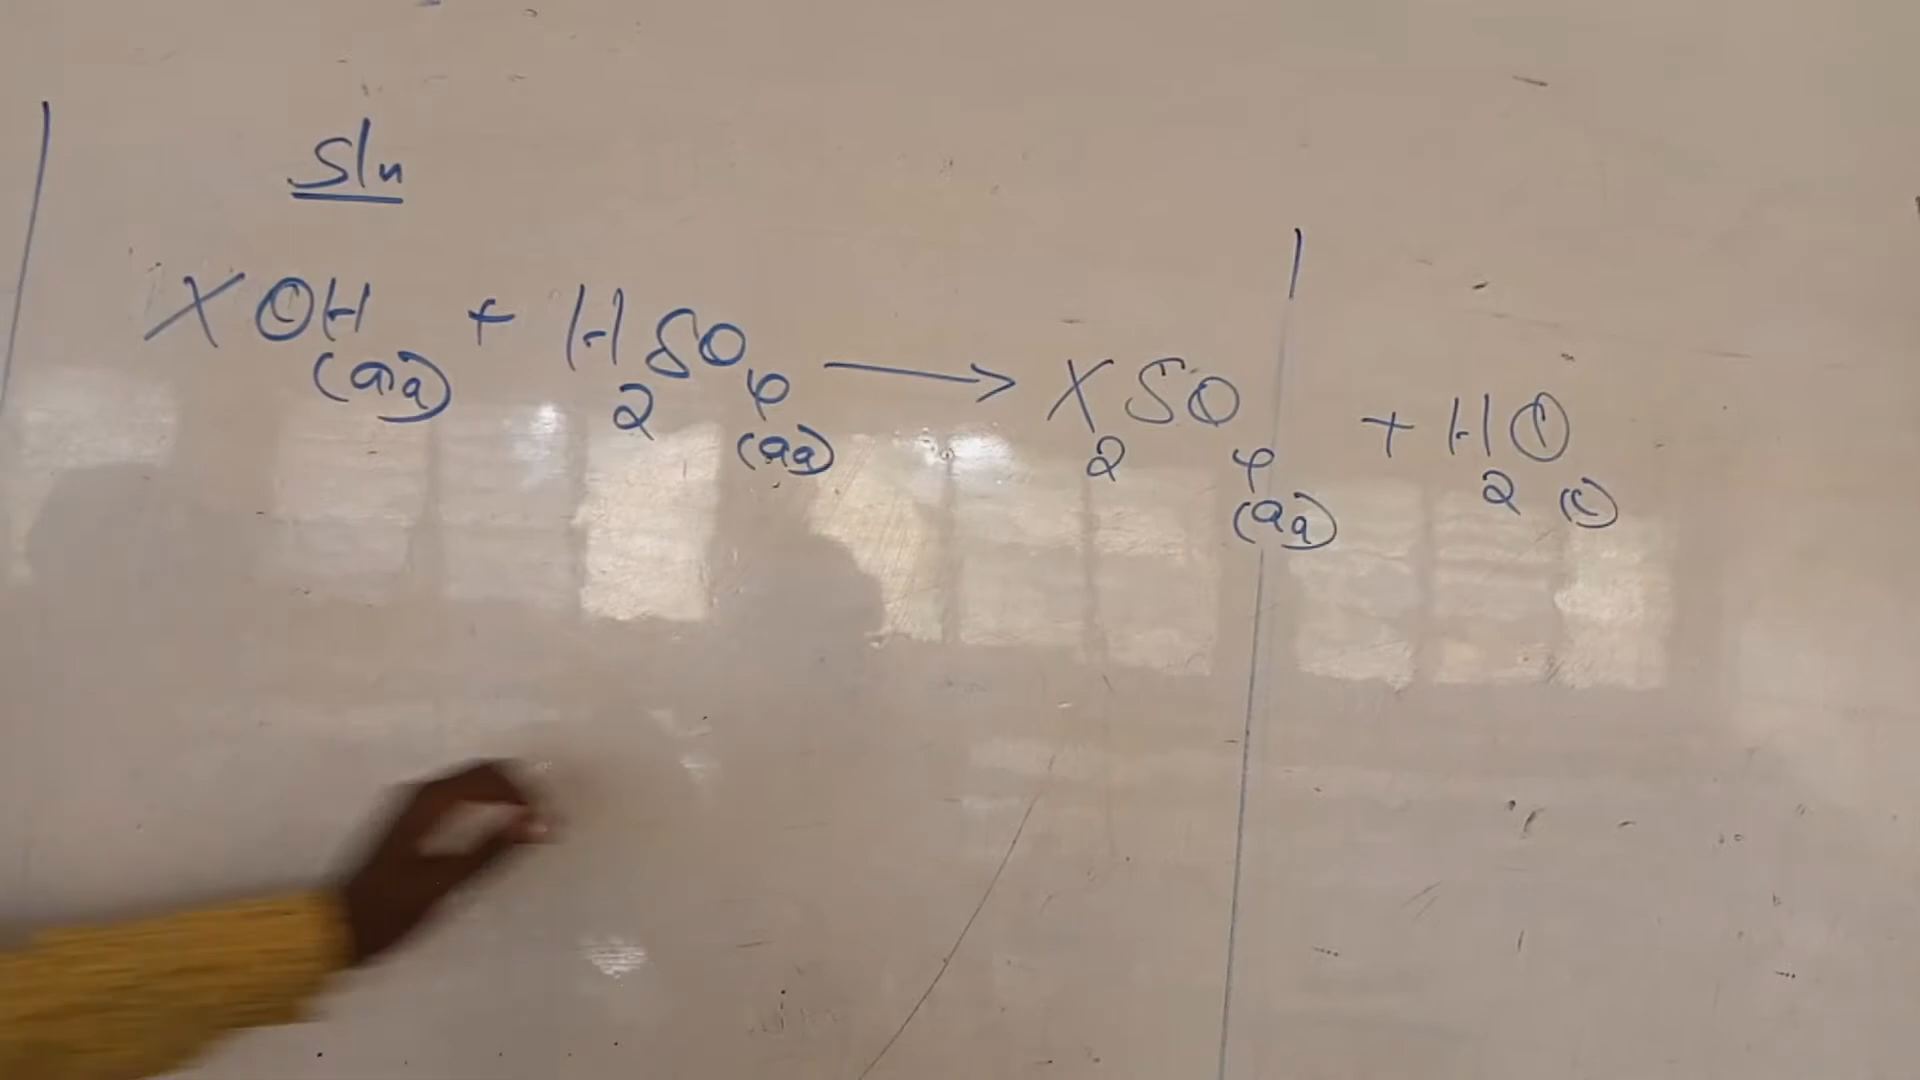 Sln
XOH(aq) + H2SO4(aq) → X2SO4(aq) + H2O(l)